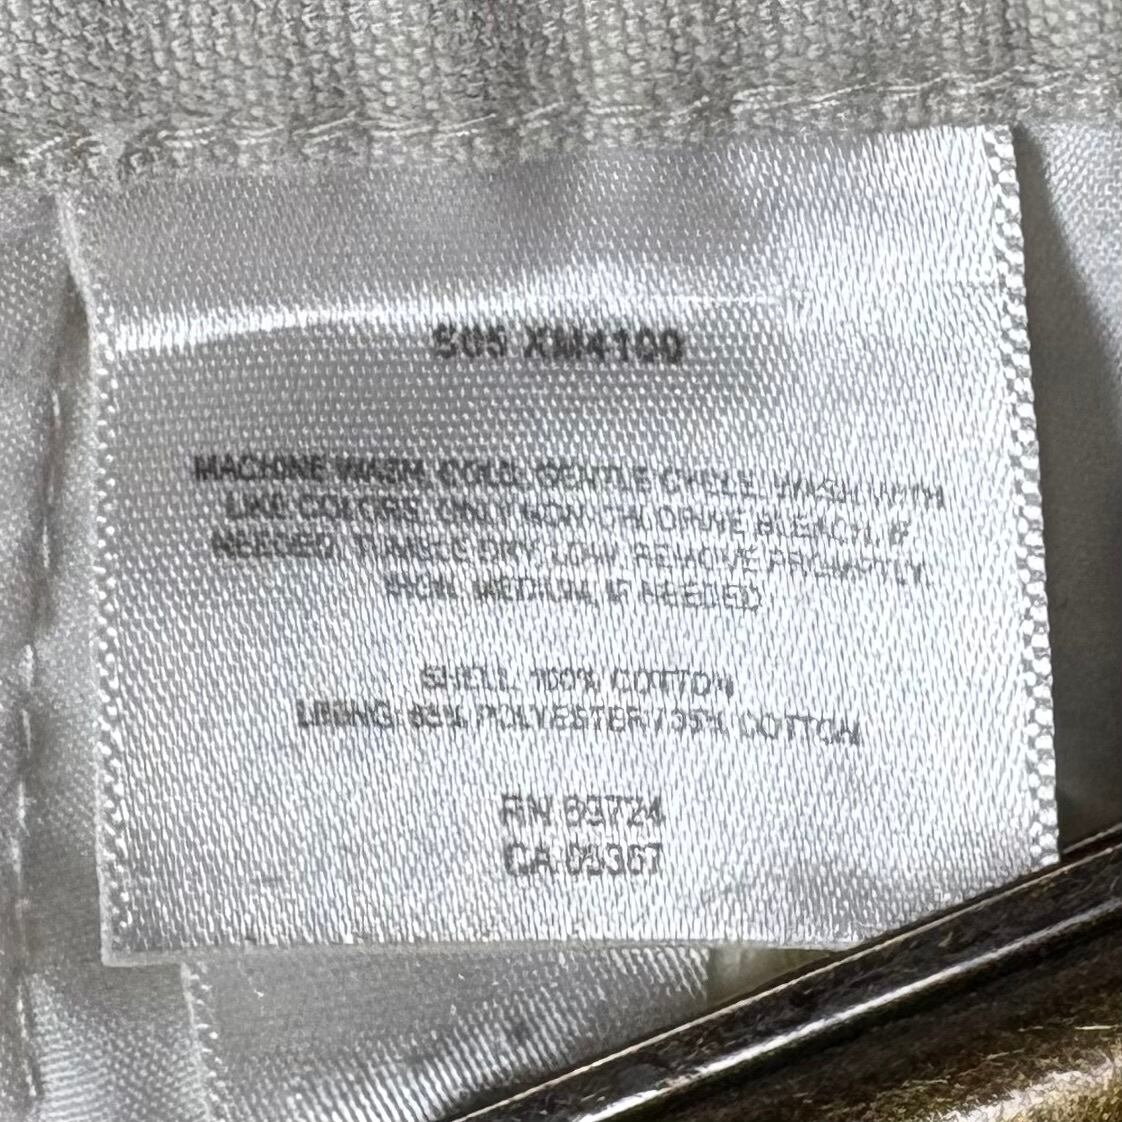 S05 XM4100
MACHINE WASH, COLD, GENTLE CYCLE. WASH WITH
LIKE COLORS. ONLY NON CHLORINE BLEACH, IF
NEEDED. TUMBLE DRY, LOW. REMOVE PROMPTLY.
IRON, MEDIUM, IF NEEDED
SHELL: 100% COTTON
LINING: 65% POLYESTER / 35% COTTON
RN 89724
CA 05367